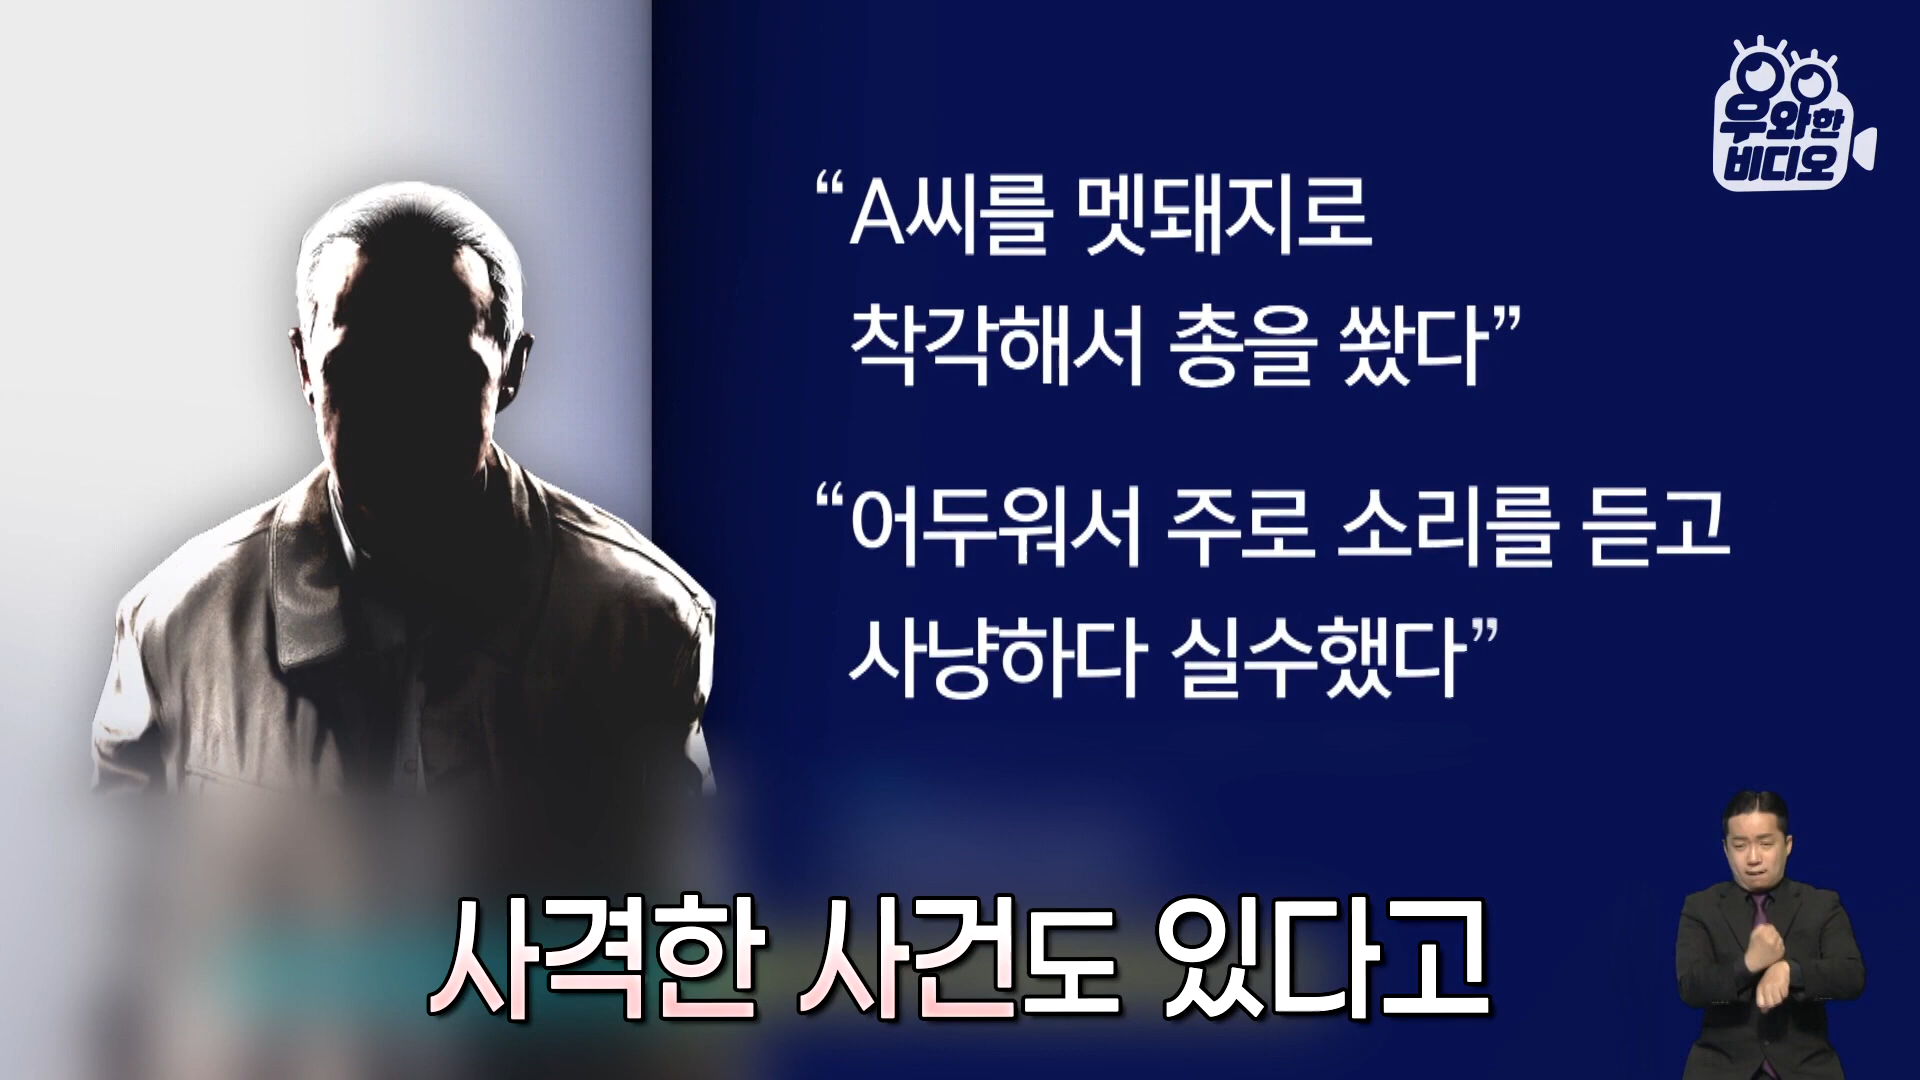 우와한
비디오
“A씨를 멧돼지로
착각해서 총을 쐈다”
“어두워서 주로 소리를 듣고
사냥하다 실수했다”
사격한 사건도 있다고